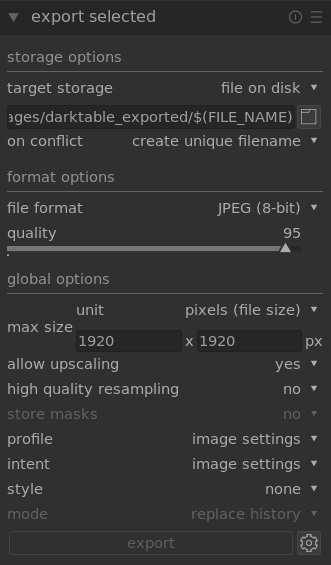 export selected
storage options
target storage file on disk
ages/darktable_exported/$(FILE_NAME)
on conflict create unique filename
format options
file format JPEG (8-bit)
quality 95
global options
unit pixels (file size)
max size
1920 x 1920 px
allow upscaling yes
high quality resampling no
store masks no
profile image settings
intent image settings
style none
mode replace history
export